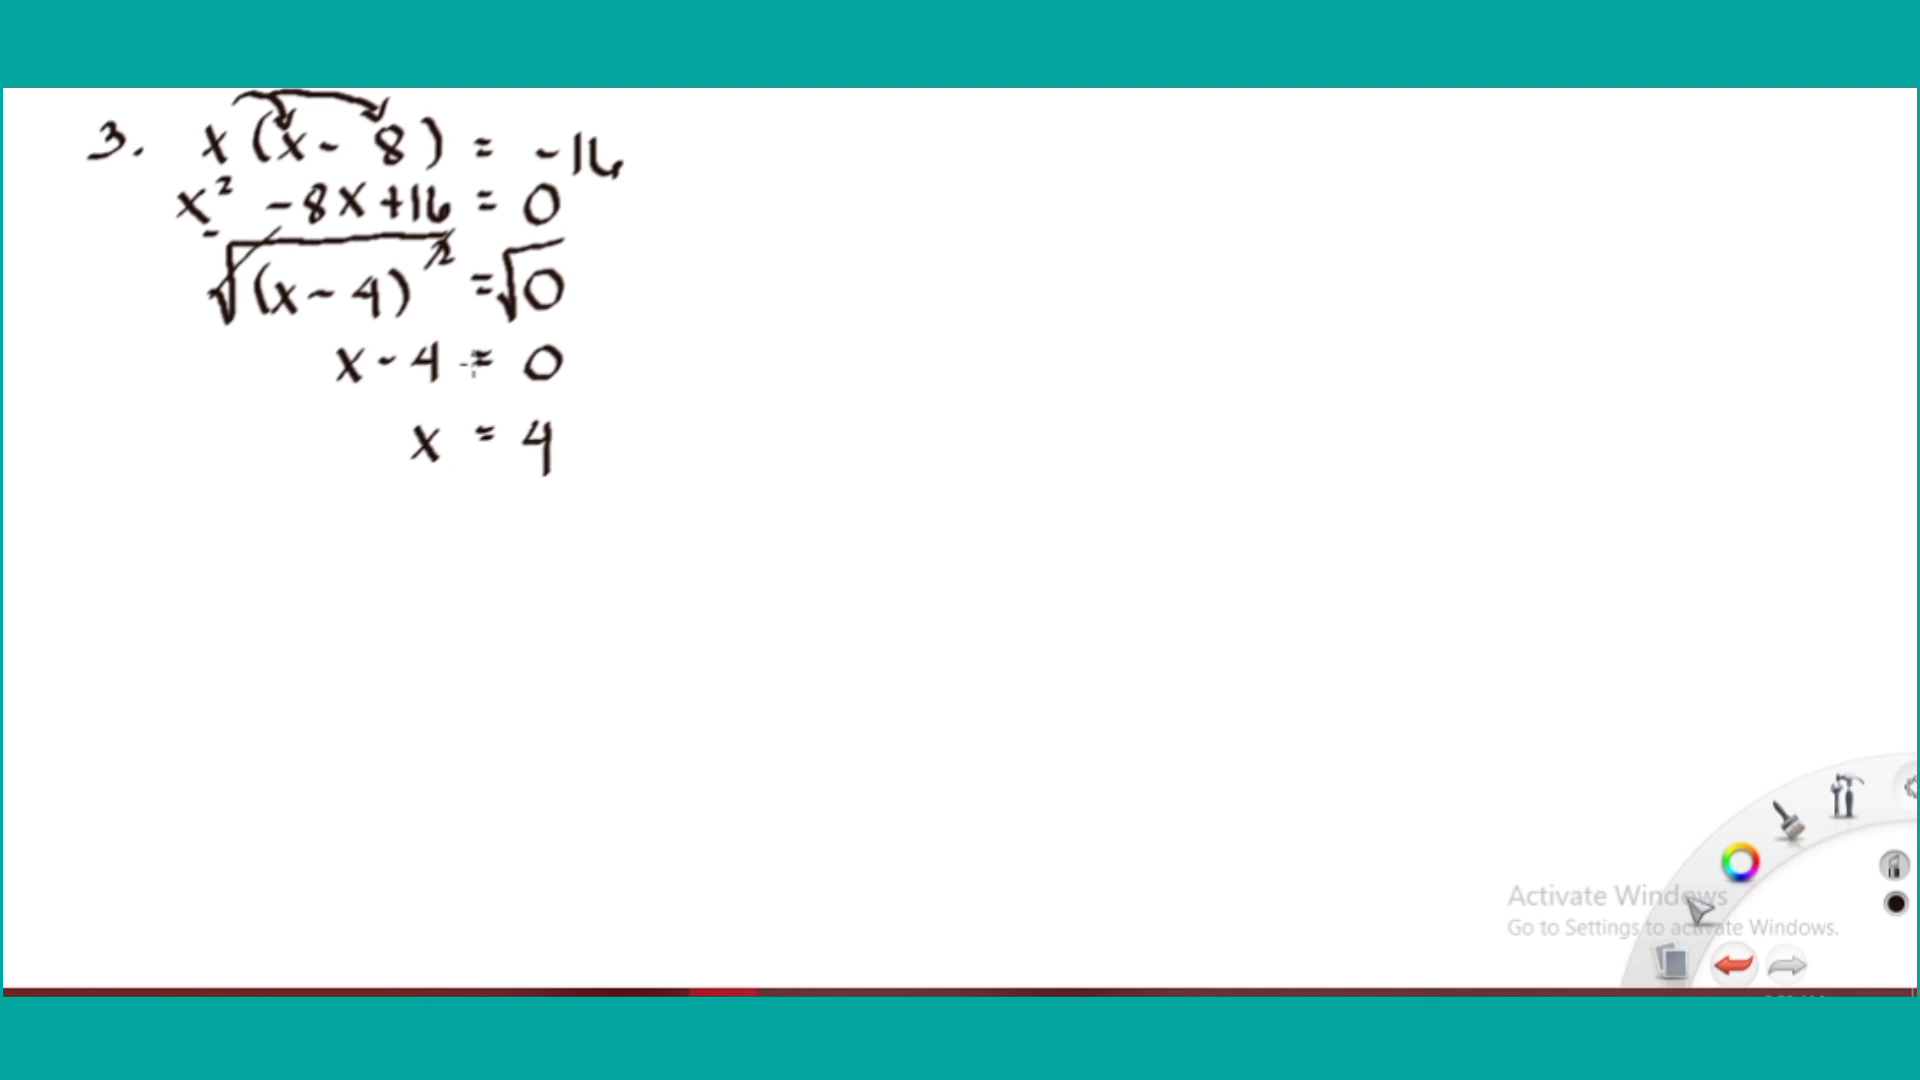 3. x (x - 8) = -16
x² - 8x + 16 = 0
√(x - 4)² = √0
x - 4 = 0
x = 4
Activate Windows
Go to Settings to activate Windows.